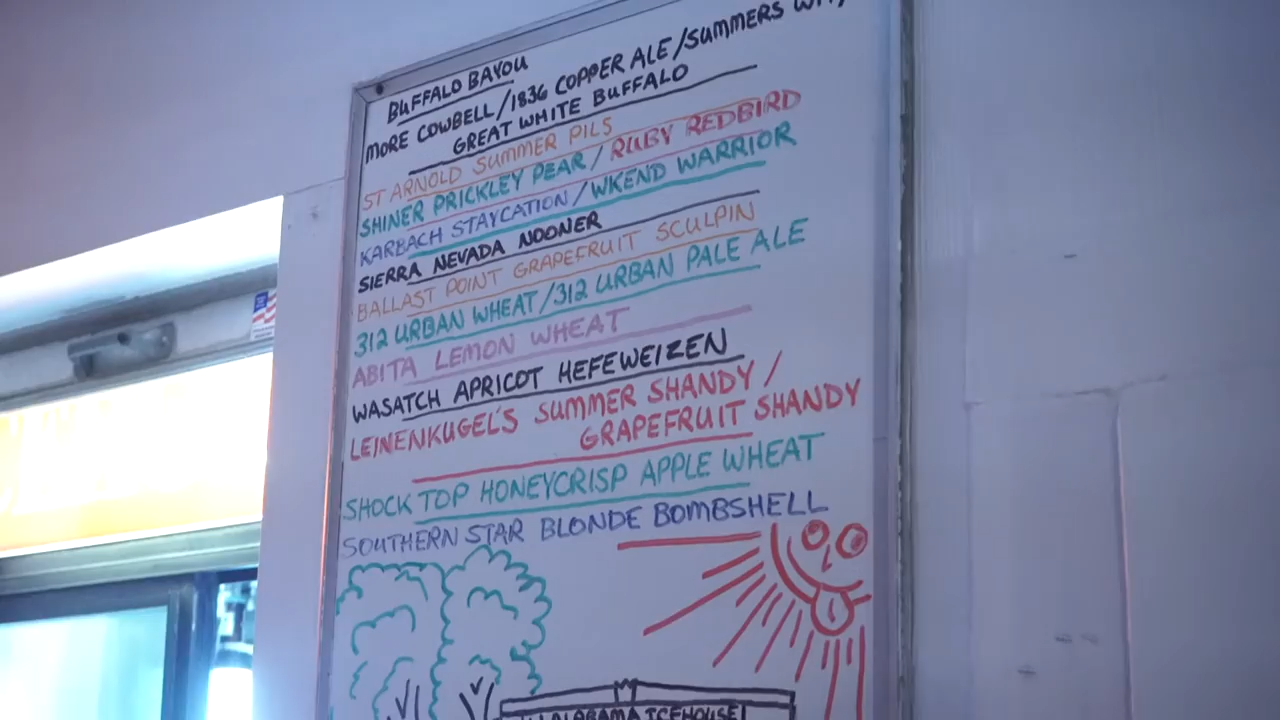 BUFFALO BAYOU
MORE COWBELL/1836 COPPER ALE/SUMMERS
GREAT WHITE BUFFALO
ST ARNOLD SUMMER PILS
SHINER PRICKLEY PEAR/RUBY REDBIRD
KARBACH STAYCATION/WKEND WARRIOR
SIERRA NEVADA NOONER
BALLAST POINT GRAPEFRUIT SCULPIN
312 URBAN WHEAT/312 URBAN PALE ALE
ABITA LEMON WHEAT
WASATCH APRICOT HEFEWEIZEN
LEINENKUGEL'S SUMMER SHANDY/
GRAPEFRUIT SHANDY
SHOCK TOP HONEYCRISP APPLE WHEAT
SOUTHERN STAR BLONDE BOMBSHELL
ALABAMA ICEHOUSE